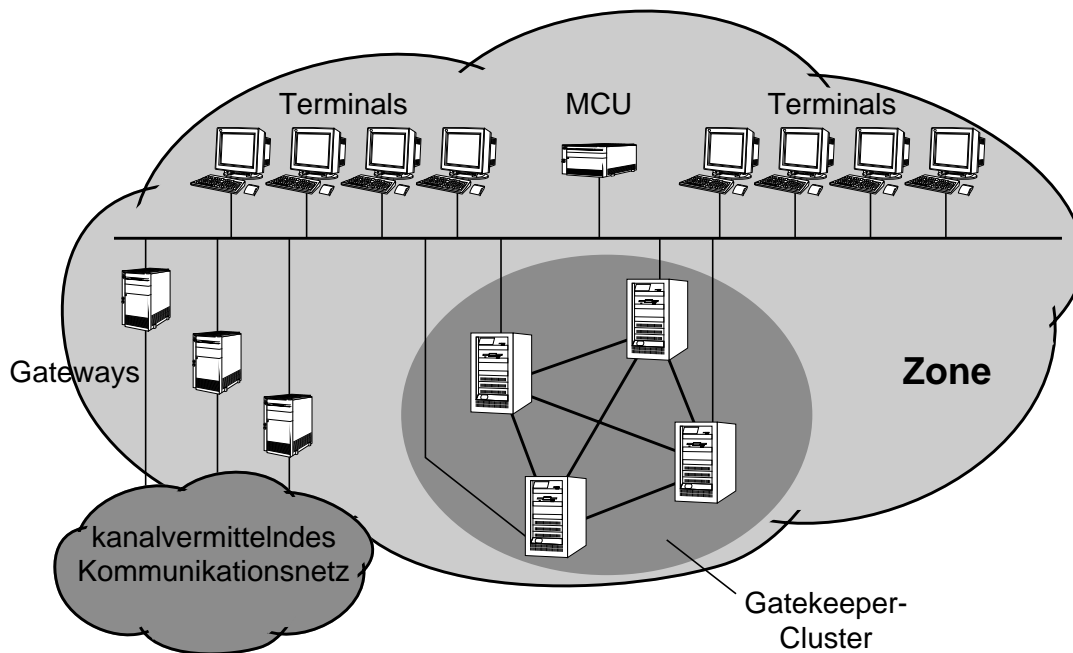 Terminals
MCU
Terminals
Gateways
Zone
kanalvermittelndes
Kommunikationsnetz
Gatekeeper-
Cluster